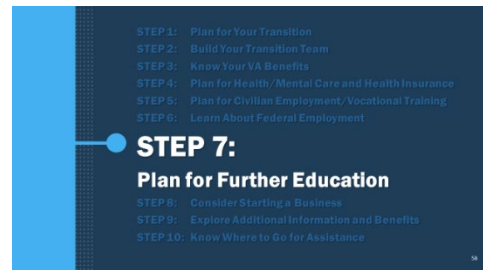 STEP 1: Plan for Your Transition
STEP 2: Build Your Transition Team
STEP 3: Know Your VA Benefits
STEP 4: Plan for Health/Mental Care and Health Insurance
STEP 5: Plan for Civilian Employment/Vocational Training
STEP 6: Learn About Federal Employment
STEP 7:
Plan for Further Education
STEP 8: Consider Starting a Business
STEP 9: Explore Additional Information and Benefits
STEP 10: Know Where to Go for Assistance
58